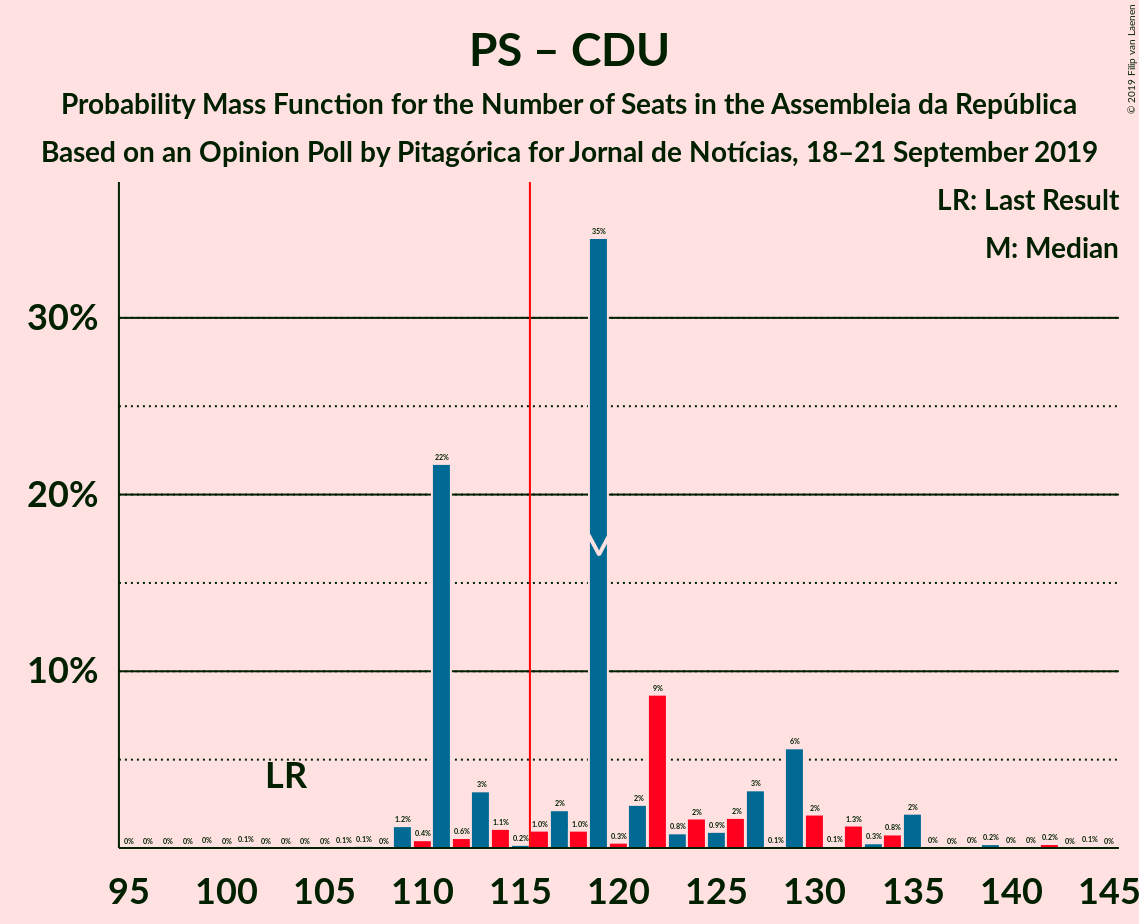 PS – CDU
Probability Mass Function for the Number of Seats in the Assembleia da República
Based on an Opinion Poll by Pitagórica for Jornal de Notícias, 18–21 September 2019
© 2019 Filip van Laenen
LR: Last Result
M: Median
30%
20%
10%
LR
0% 0% 0% 0% 0% 0% 0.1% 0% 0% 0% 0% 0.1% 0.1% 0% 1.2% 0.4% 22% 0.6% 3% 1.1% 0.2% 1.0% 2% 1.0% 35% 0.3% 2% 9% 0.8% 2% 0.9% 2% 3% 0.1% 6% 2% 0.1% 1.3% 0.3% 0.8% 2% 0% 0% 0% 0.2% 0% 0% 0.2% 0% 0.1% 0%
95 100 105 110 115 120 125 130 135 140 145